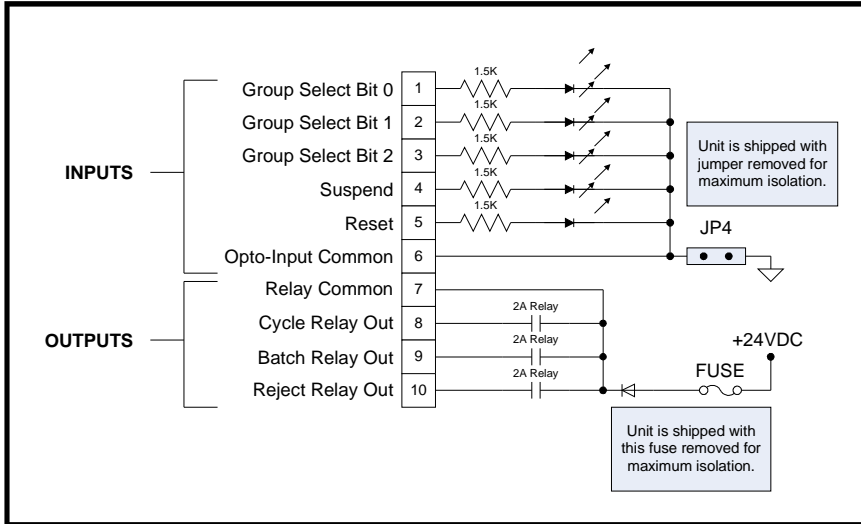 INPUTS
Group Select Bit 0 1 1.5K
Group Select Bit 1 2 1.5K
Group Select Bit 2 3 1.5K
Suspend 4 1.5K
Reset 5 1.5K
Opto-Input Common 6
Unit is shipped with
jumper removed for
maximum isolation.
JP4
OUTPUTS
Relay Common 7
Cycle Relay Out 8 2A Relay
Batch Relay Out 9 2A Relay
Reject Relay Out 10 2A Relay
+24VDC
FUSE
Unit is shipped with
this fuse removed for
maximum isolation.